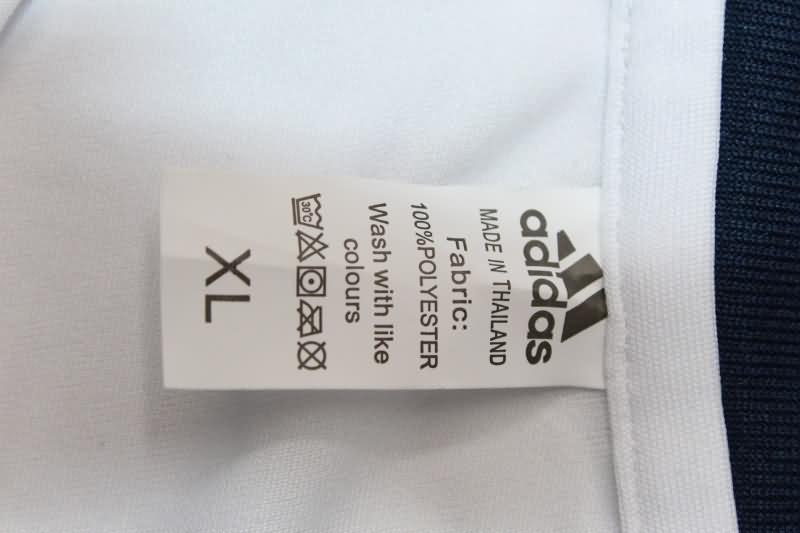 adidas
MADE IN THAILAND
Fabric:
100%POLYESTER
Wash with like
colours
30°C
XL